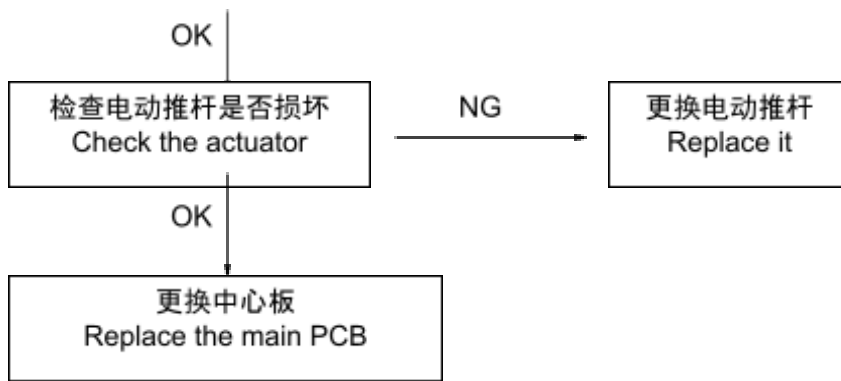 OK
检查电动推杆是否损坏
Check the actuator
NG
更换电动推杆
Replace it
OK
更换中心板
Replace the main PCB